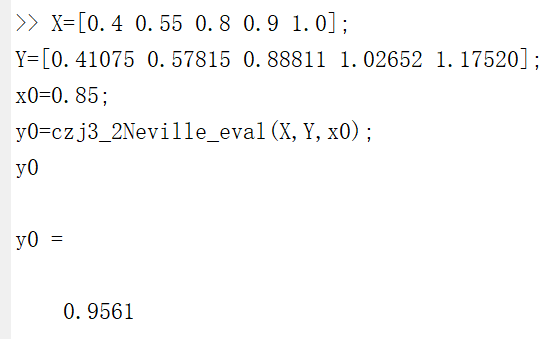 >> X=[0.4 0.55 0.8 0.9 1.0];
Y=[0.41075 0.57815 0.88811 1.02652 1.17520];
x0=0.85;
y0=czj3_2Neville_eval(X,Y,x0);
y0
y0 =
0.9561